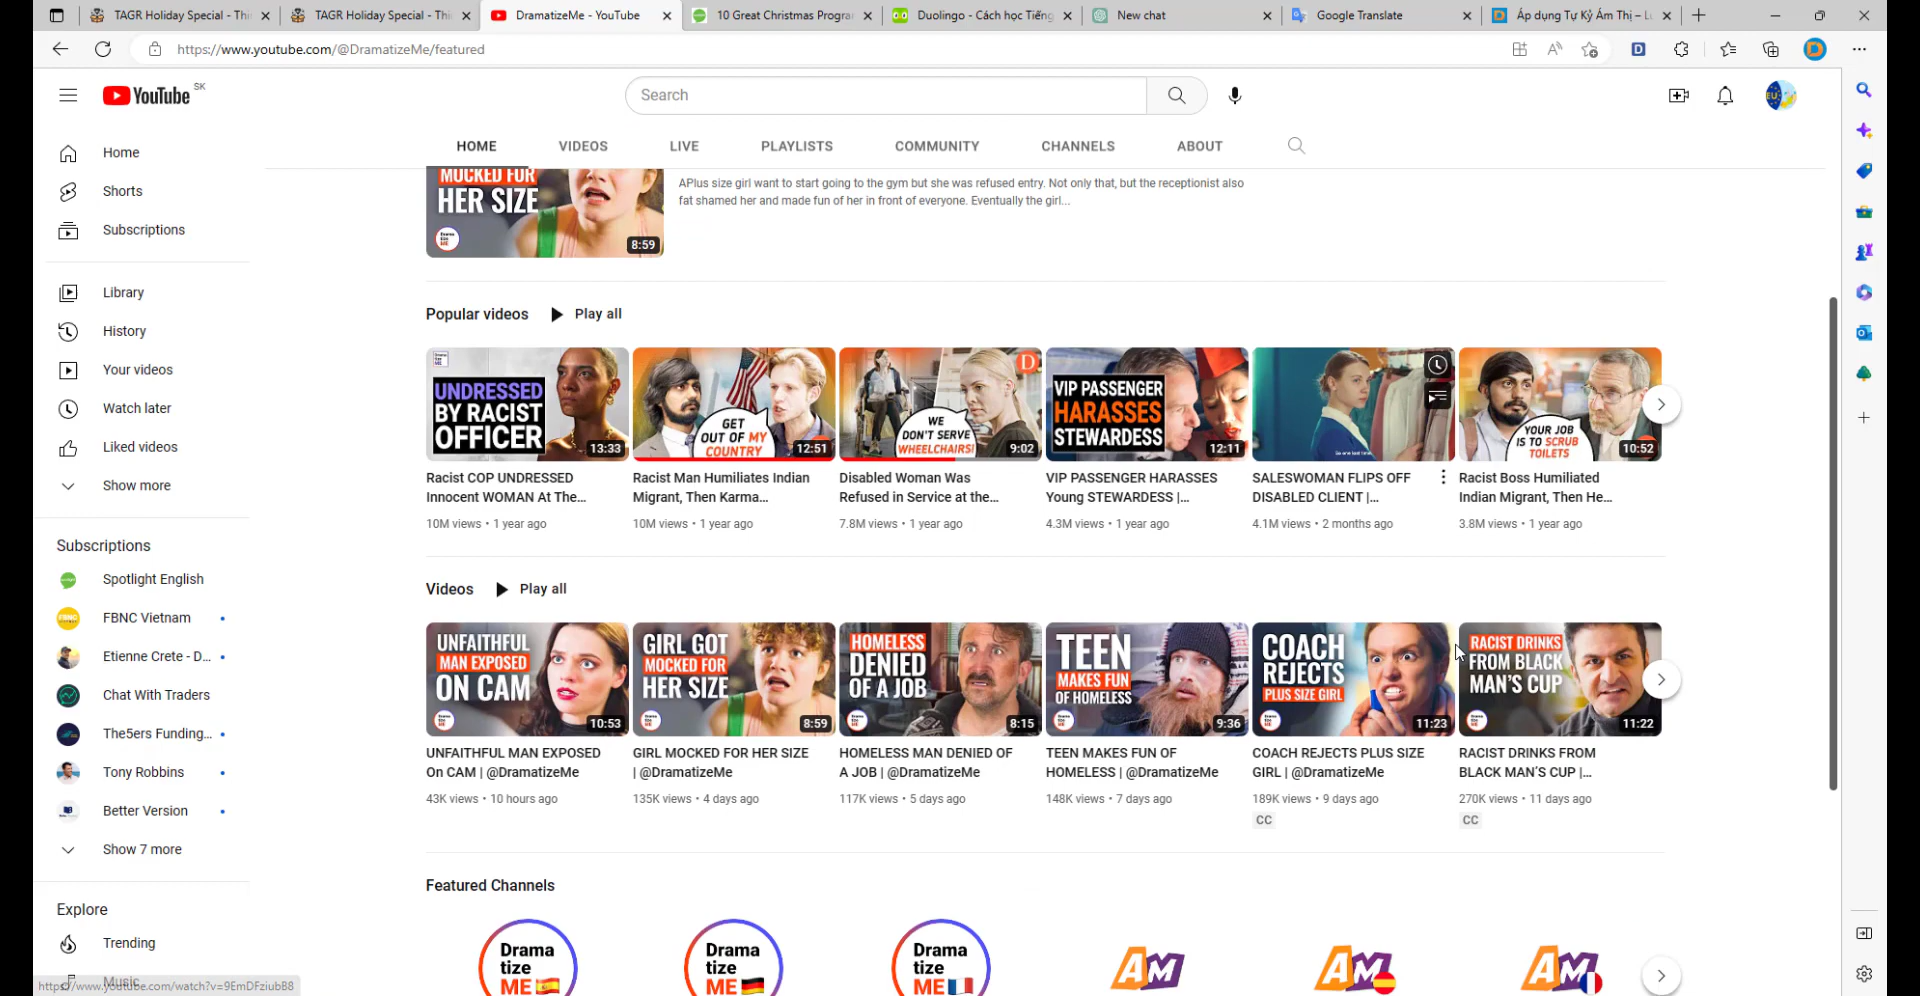 TAGR Holiday Special - Thi
TAGR Holiday Special - Thi
DramatizeMe - YouTube
10 Great Christmas Progra
Duolingo - Cách học Tiếng
New chat
Google Translate
Áp dụng Tự Kỷ Ám Thị – L
https://www.youtube.com/@DramatizeMe/featured
YouTube SK
Search
HOME
VIDEOS
LIVE
PLAYLISTS
COMMUNITY
CHANNELS
ABOUT
Home
Shorts
Subscriptions
Library
History
Your videos
Watch later
Liked videos
Show more
Subscriptions
Spotlight English
FBNC Vietnam
Etienne Crete - D...
Chat With Traders
The5ers Funding...
Tony Robbins
Better Version
Show 7 more
Explore
Trending
Music
https://www.youtube.com/watch?v=9EmDFziubB8
MOCKED FOR
HER SIZE
8:59
APlus size girl want to start going to the gym but she was refused entry. Not only that, but the receptionist also
fat shamed her and made fun of her in front of everyone. Eventually the girl...
Popular videos
Play all
UNDRESSED
BY RACIST
OFFICER
13:33
Racist COP UNDRESSED
Innocent WOMAN At The...
10M views • 1 year ago
GET
OUT OF MY
COUNTRY
12:51
Racist Man Humiliates Indian
Migrant, Then Karma...
10M views • 1 year ago
D
WE
DON'T SERVE
WHEELCHAIRS!
9:02
Disabled Woman Was
Refused in Service at the...
7.8M views • 1 year ago
VIP PASSENGER
HARASSES
STEWARDESS
12:11
VIP PASSENGER HARASSES
Young STEWARDESS |...
4.3M views • 1 year ago
SALESWOMAN FLIPS OFF
DISABLED CLIENT |...
4.1M views • 2 months ago
YOUR JOB
IS TO SCRUB
TOILETS
10:52
Racist Boss Humiliated
Indian Migrant, Then He...
3.8M views • 1 year ago
Videos
Play all
UNFAITHFUL
MAN EXPOSED
ON CAM
10:53
UNFAITHFUL MAN EXPOSED
On CAM | @DramatizeMe
43K views • 10 hours ago
GIRL GOT
MOCKED FOR
HER SIZE
8:59
GIRL MOCKED FOR HER SIZE
| @DramatizeMe
135K views • 4 days ago
HOMELESS
DENIED
OF A JOB
8:15
HOMELESS MAN DENIED OF
A JOB | @DramatizeMe
117K views • 5 days ago
TEEN
MAKES FUN
OF HOMELESS
9:36
TEEN MAKES FUN OF
HOMELESS | @DramatizeMe
148K views • 7 days ago
COACH
REJECTS
PLUS SIZE
GIRL
11:23
COACH REJECTS PLUS SIZE
GIRL | @DramatizeMe
189K views • 9 days ago
CC
RACIST DRINKS
FROM BLACK
MAN'S CUP
11:22
RACIST DRINKS FROM
BLACK MAN'S CUP |...
270K views • 11 days ago
CC
Featured Channels
Drama
tize
ME
Drama
tize
ME
Drama
tize
ME
AM
AM
AM